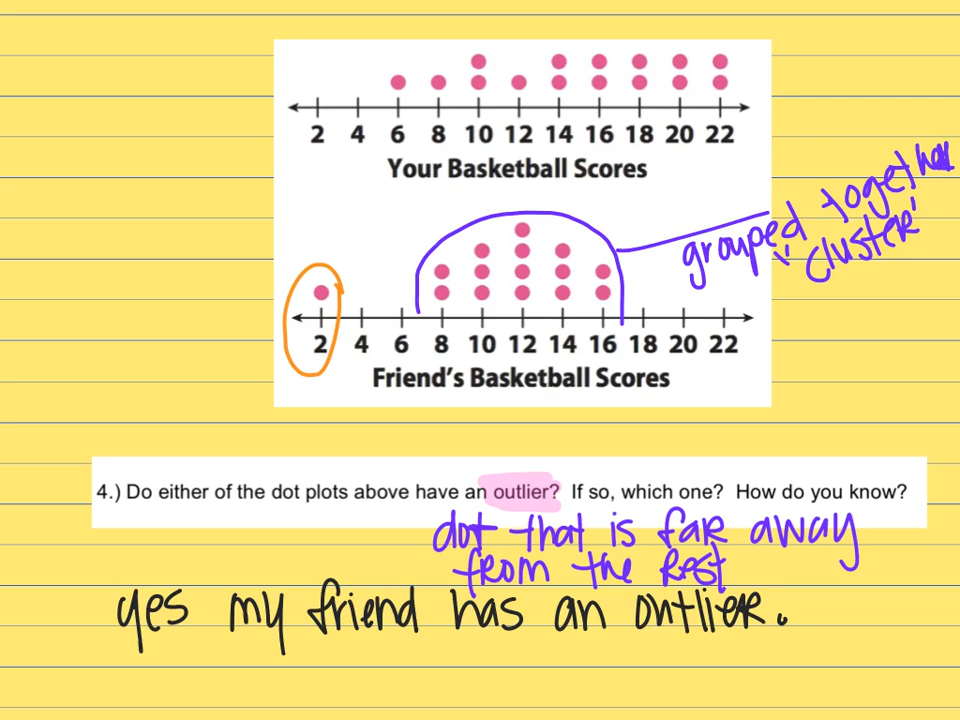 2 4 6 8 10 12 14 16 18 20 22
Your Basketball Scores
grouped together
"cluster"
2 4 6 8 10 12 14 16 18 20 22
Friend's Basketball Scores
4.) Do either of the dot plots above have an outlier? If so, which one? How do you know?
dot that is far away
from the rest
yes my friend has an outlier.